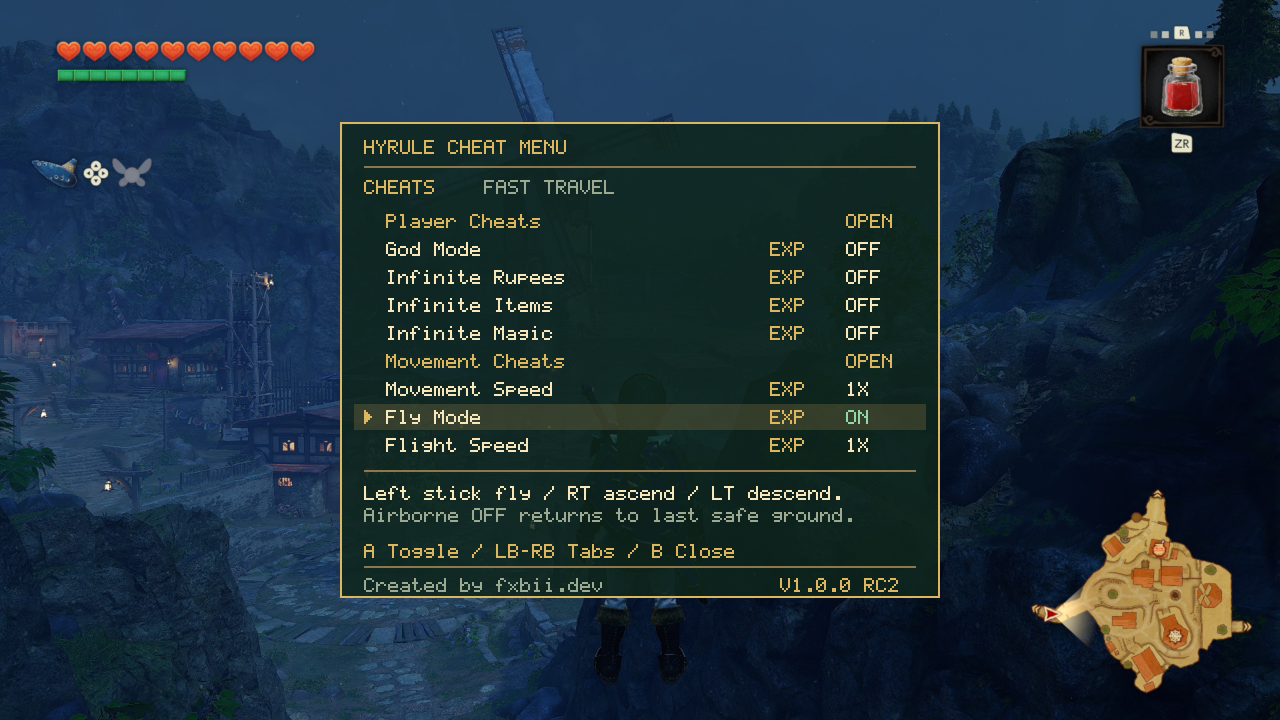 R
ZR
HYRULE CHEAT MENU
CHEATS FAST TRAVEL
Player Cheats OPEN
God Mode EXP OFF
Infinite Rupees EXP OFF
Infinite Items EXP OFF
Infinite Magic EXP OFF
Movement Cheats OPEN
Movement Speed EXP 1X
Fly Mode EXP ON
Flight Speed EXP 1X
Left stick fly / RT ascend / LT descend.
Airborne OFF returns to last safe ground.
A Toggle / LB-RB Tabs / B Close
Created by fxbii.dev V1.0.0 RC2